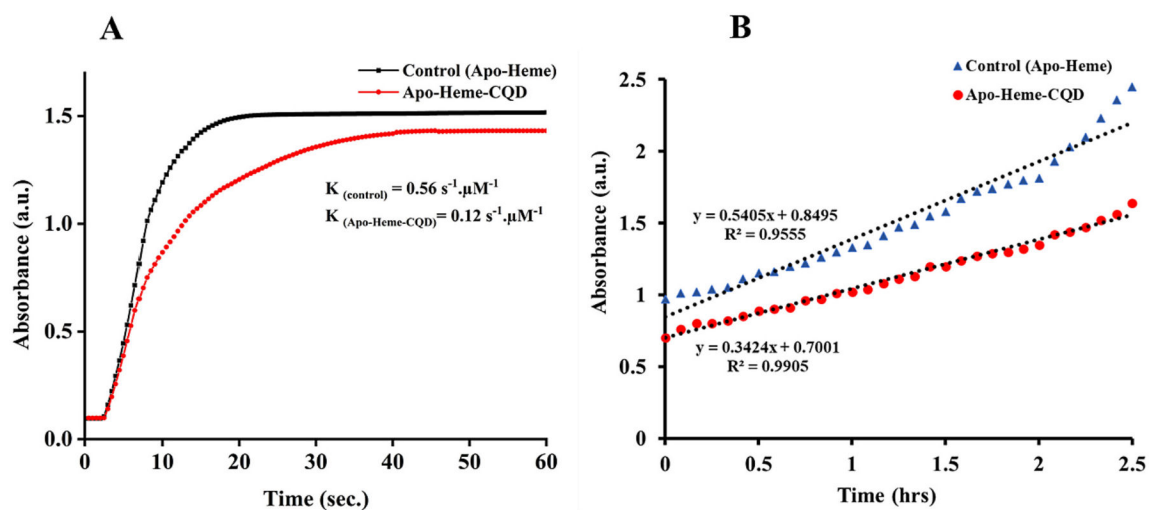 A
Control (Apo-Heme)
Apo-Heme-CQD
K (control) = 0.56 s-1.µM-1
K (Apo-Heme-CQD)= 0.12 s-1.µM-1
Absorbance (a.u.)
0.0
0.5
1.0
1.5
0
10
20
30
40
50
60
Time (sec.)
B
Control (Apo-Heme)
Apo-Heme-CQD
y = 0.5405x + 0.8495
R² = 0.9555
y = 0.3424x + 0.7001
R² = 0.9905
Absorbance (a.u.)
2.5
2
1.5
1
0.5
0
0
0.5
1
1.5
2
2.5
Time (hrs)